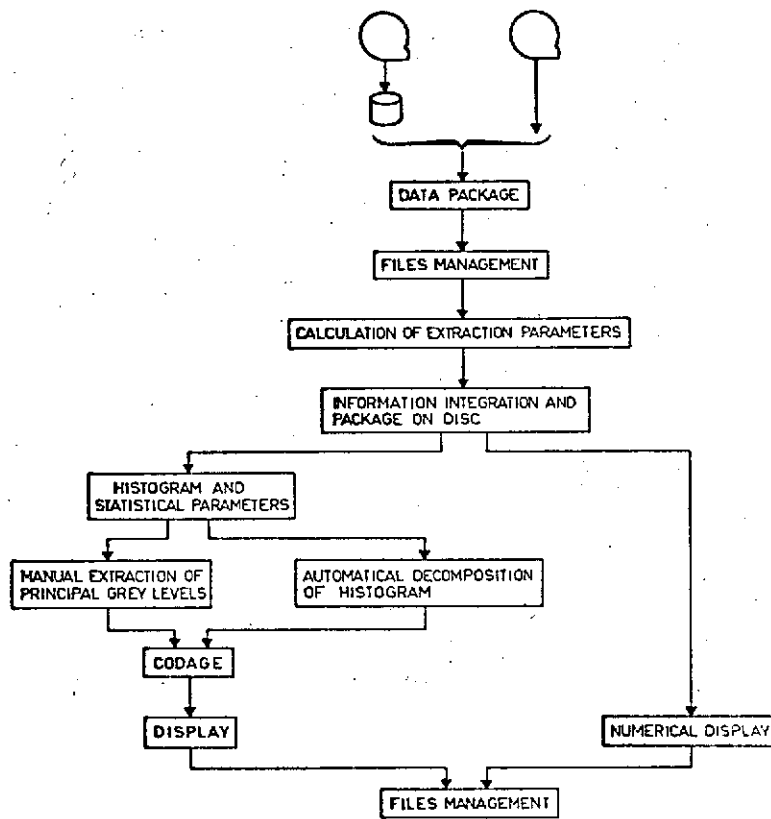 DATA PACKAGE
FILES MANAGEMENT
CALCULATION OF EXTRACTION PARAMETERS
INFORMATION INTEGRATION AND
PACKAGE ON DISC
HISTOGRAM AND
STATISTICAL PARAMETERS
MANUAL EXTRACTION OF
PRINCIPAL GREY LEVELS
AUTOMATICAL DECOMPOSITION
OF HISTOGRAM
CODAGE
DISPLAY
NUMERICAL DISPLAY
FILES MANAGEMENT